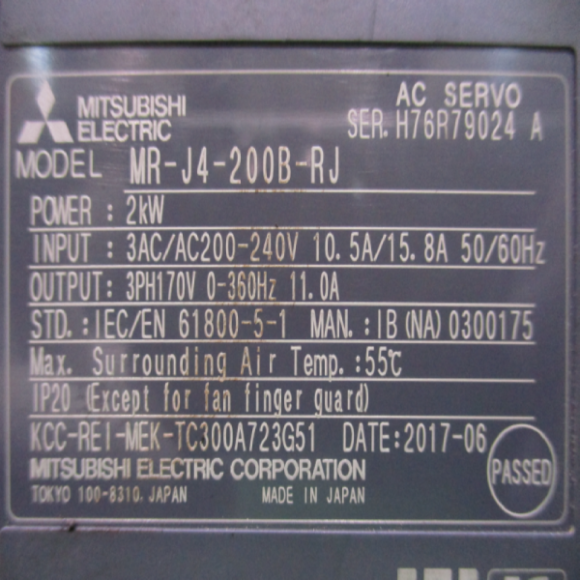 MITSUBISHI
ELECTRIC
AC SERVO
SER. H76R79024 A
MODEL MR-J4-200B-RJ
POWER : 2kW
INPUT : 3AC/AC200-240V 10.5A/15.8A 50/60Hz
OUTPUT: 3PH170V 0-360Hz 11.0A
STD.:IEC/EN 61800-5-1 MAN.:IB(NA)0300175
Max. Surrounding Air Temp.:55℃
IP20 (Except for fan finger guard)
KCC-REI-MEK-TC300A723G51 DATE:2017-06
MITSUBISHI ELECTRIC CORPORATION
TOKYO 100-8310, JAPAN MADE IN JAPAN
PASSED